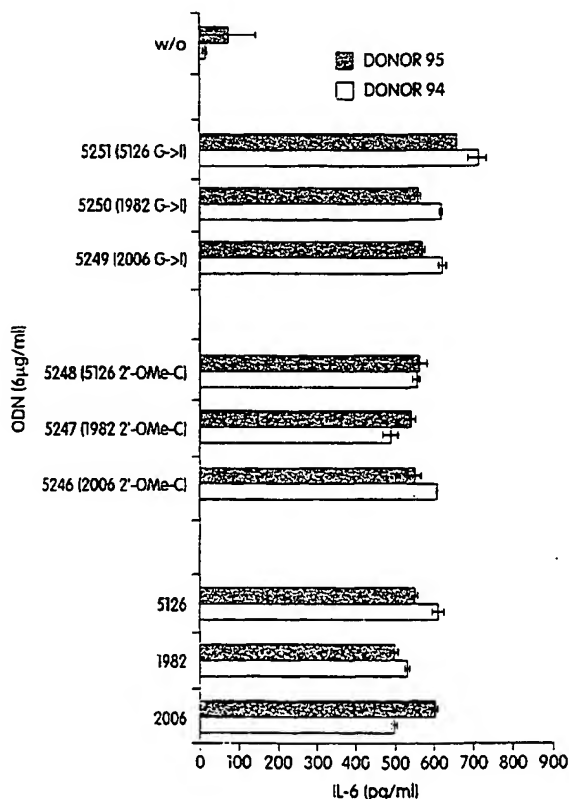 w/o
DONOR 95
DONOR 94
5251 (5126 G->I)
5250 (1982 G->I)
5249 (2006 G->I)
5248 (5126 2'-OMe-C)
5247 (1982 2'-OMe-C)
5246 (2006 2'-OMe-C)
5126
1982
2006
ODN (6µg/ml)
0 100 200 300 400 500 600 700 800 900
IL-6 (pg/ml)